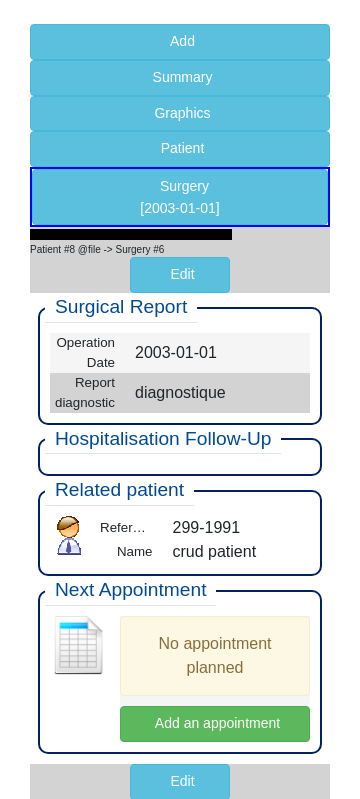 Add
Summary
Graphics
Patient
Surgery
[2003-01-01]
Patient #8 @file -> Surgery #6
Edit
Surgical Report
Operation Date 2003-01-01
Report diagnostic diagnostique
Hospitalisation Follow-Up
Related patient
Refer… 299-1991
Name crud patient
Next Appointment
No appointment
planned
Add an appointment
Edit